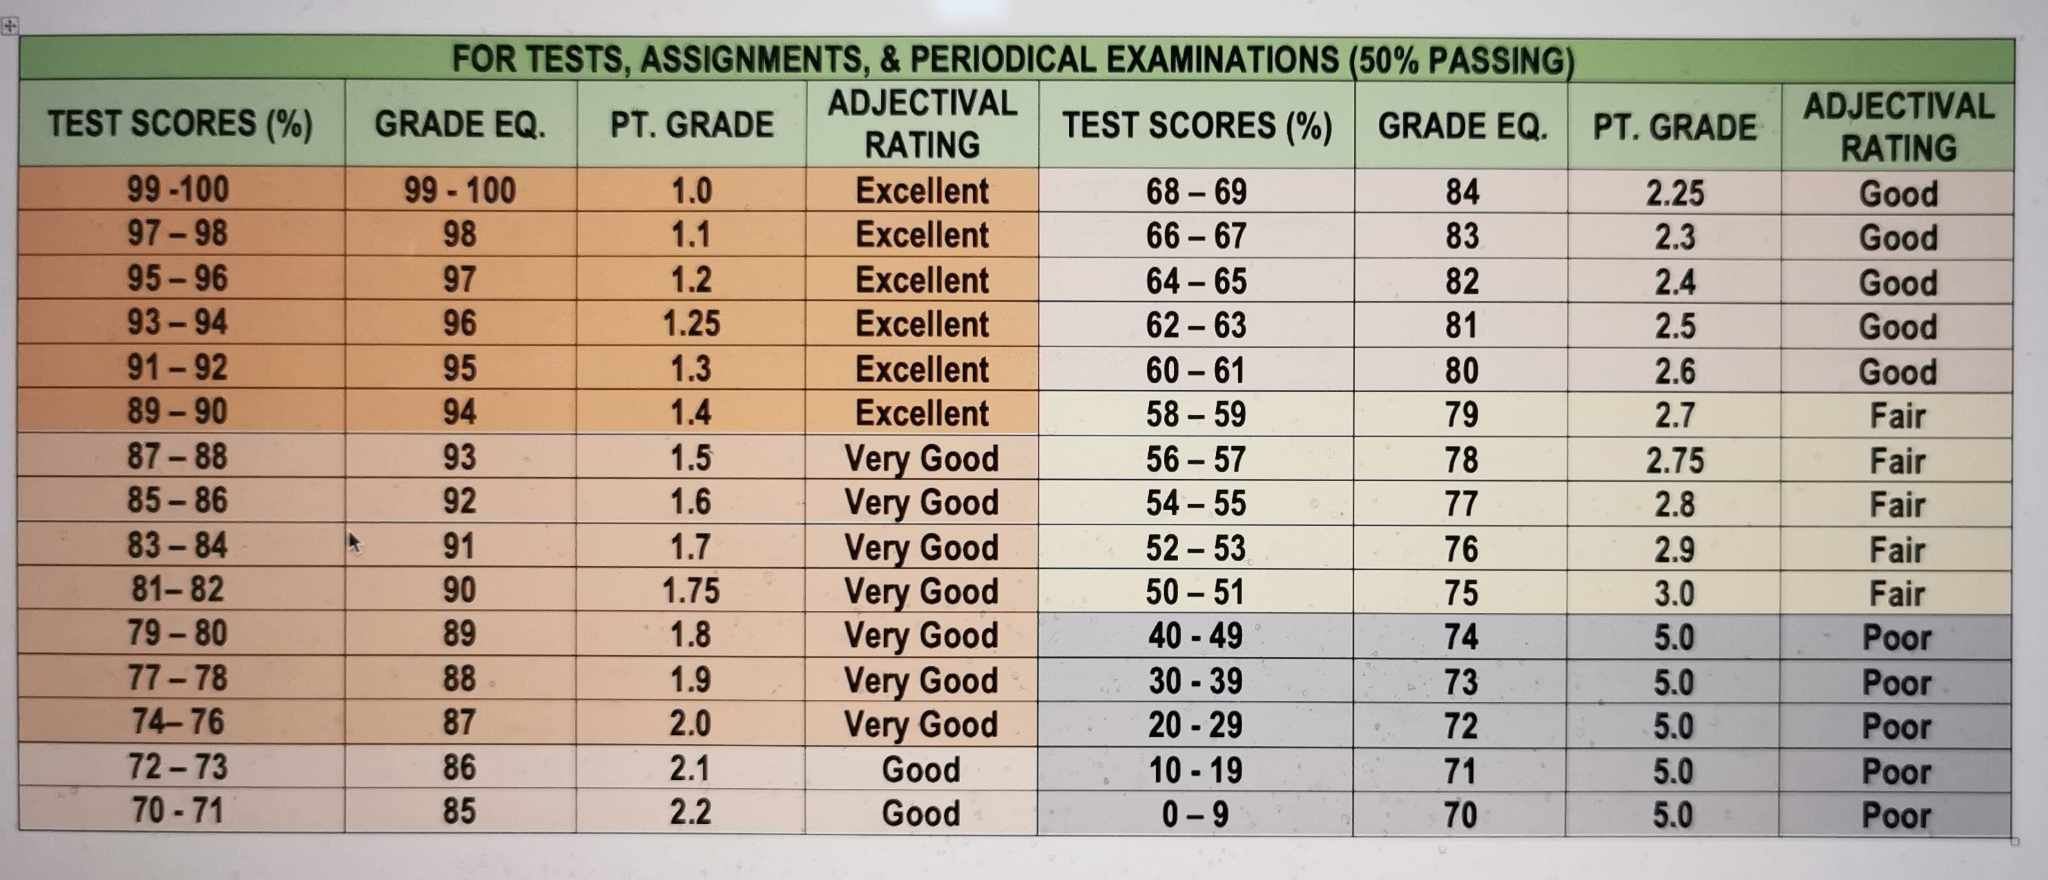 FOR TESTS, ASSIGNMENTS, & PERIODICAL EXAMINATIONS (50% PASSING)
TEST SCORES (%) GRADE EQ. PT. GRADE ADJECTIVAL RATING TEST SCORES (%) GRADE EQ. PT. GRADE ADJECTIVAL RATING
99 -100 99 - 100 1.0 Excellent 68 – 69 84 2.25 Good
97 – 98 98 1.1 Excellent 66 – 67 83 2.3 Good
95 – 96 97 1.2 Excellent 64 – 65 82 2.4 Good
93 – 94 96 1.25 Excellent 62 – 63 81 2.5 Good
91 – 92 95 1.3 Excellent 60 – 61 80 2.6 Good
89 – 90 94 1.4 Excellent 58 – 59 79 2.7 Fair
87 – 88 93 1.5 Very Good 56 – 57 78 2.75 Fair
85 – 86 92 1.6 Very Good 54 – 55 77 2.8 Fair
83 – 84 91 1.7 Very Good 52 – 53 76 2.9 Fair
81– 82 90 1.75 Very Good 50 – 51 75 3.0 Fair
79 – 80 89 1.8 Very Good 40 - 49 74 5.0 Poor
77 – 78 88 1.9 Very Good 30 - 39 73 5.0 Poor
74– 76 87 2.0 Very Good 20 - 29 72 5.0 Poor
72 – 73 86 2.1 Good 10 - 19 71 5.0 Poor
70 - 71 85 2.2 Good 0 – 9 70 5.0 Poor